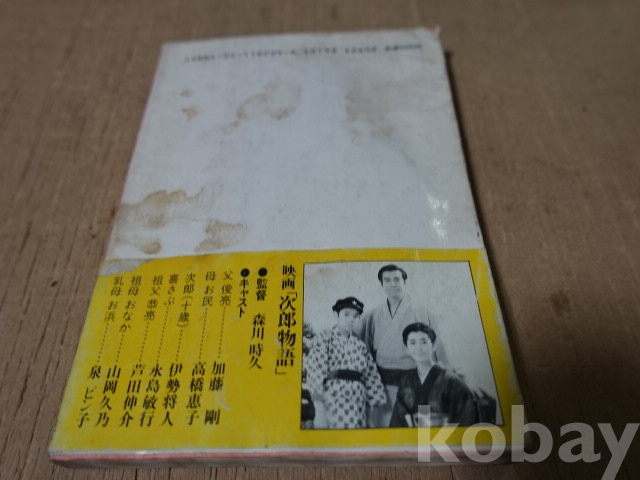 映画「次郎物語」
●監督 森川時久
●キャスト
父 俊亮………加藤 剛
母 お民………高橋恵子
次郎(十歳)………伊勢将人
喜さぶ………永島敏行
祖父 恭亮………芦田伸介
祖母 おなか………山岡久乃
乳母 お浜………泉 ピン子
kobay